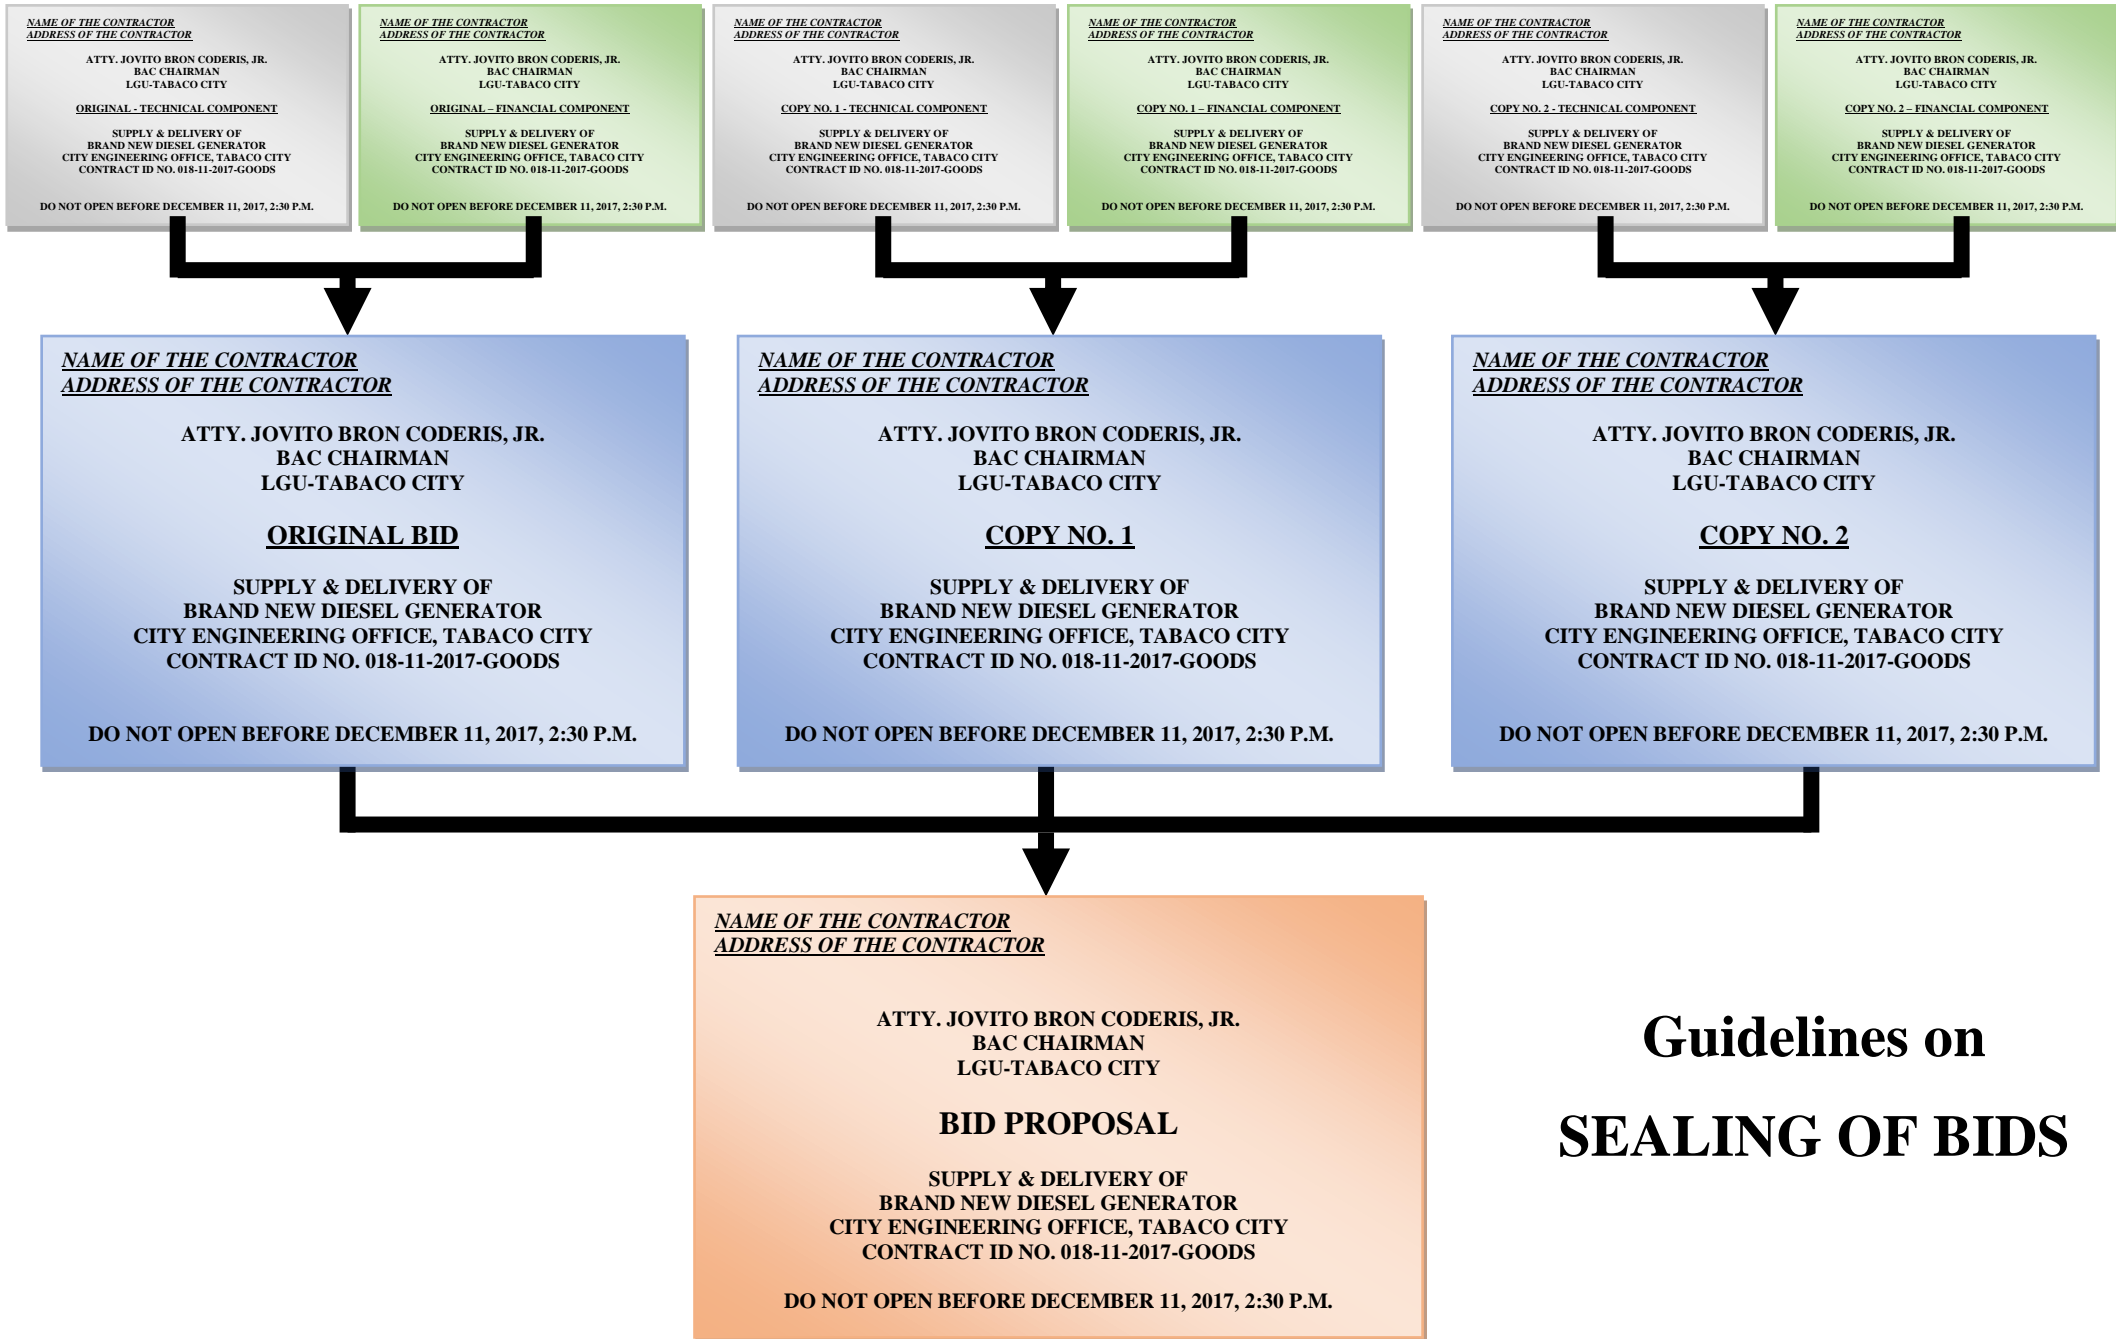 NAME OF THE CONTRACTOR
ADDRESS OF THE CONTRACTOR
ATTY. JOVITO BRON CODERIS, JR.
BAC CHAIRMAN
LGU-TABACO CITY
ORIGINAL - TECHNICAL COMPONENT
SUPPLY & DELIVERY OF
BRAND NEW DIESEL GENERATOR
CITY ENGINEERING OFFICE, TABACO CITY
CONTRACT ID NO. 018-11-2017-GOODS
DO NOT OPEN BEFORE DECEMBER 11, 2017, 2:30 P.M.
NAME OF THE CONTRACTOR
ADDRESS OF THE CONTRACTOR
ATTY. JOVITO BRON CODERIS, JR.
BAC CHAIRMAN
LGU-TABACO CITY
ORIGINAL – FINANCIAL COMPONENT
SUPPLY & DELIVERY OF
BRAND NEW DIESEL GENERATOR
CITY ENGINEERING OFFICE, TABACO CITY
CONTRACT ID NO. 018-11-2017-GOODS
DO NOT OPEN BEFORE DECEMBER 11, 2017, 2:30 P.M.
NAME OF THE CONTRACTOR
ADDRESS OF THE CONTRACTOR
ATTY. JOVITO BRON CODERIS, JR.
BAC CHAIRMAN
LGU-TABACO CITY
COPY NO. 1 - TECHNICAL COMPONENT
SUPPLY & DELIVERY OF
BRAND NEW DIESEL GENERATOR
CITY ENGINEERING OFFICE, TABACO CITY
CONTRACT ID NO. 018-11-2017-GOODS
DO NOT OPEN BEFORE DECEMBER 11, 2017, 2:30 P.M.
NAME OF THE CONTRACTOR
ADDRESS OF THE CONTRACTOR
ATTY. JOVITO BRON CODERIS, JR.
BAC CHAIRMAN
LGU-TABACO CITY
COPY NO. 1 – FINANCIAL COMPONENT
SUPPLY & DELIVERY OF
BRAND NEW DIESEL GENERATOR
CITY ENGINEERING OFFICE, TABACO CITY
CONTRACT ID NO. 018-11-2017-GOODS
DO NOT OPEN BEFORE DECEMBER 11, 2017, 2:30 P.M.
NAME OF THE CONTRACTOR
ADDRESS OF THE CONTRACTOR
ATTY. JOVITO BRON CODERIS, JR.
BAC CHAIRMAN
LGU-TABACO CITY
COPY NO. 2 - TECHNICAL COMPONENT
SUPPLY & DELIVERY OF
BRAND NEW DIESEL GENERATOR
CITY ENGINEERING OFFICE, TABACO CITY
CONTRACT ID NO. 018-11-2017-GOODS
DO NOT OPEN BEFORE DECEMBER 11, 2017, 2:30 P.M.
NAME OF THE CONTRACTOR
ADDRESS OF THE CONTRACTOR
ATTY. JOVITO BRON CODERIS, JR.
BAC CHAIRMAN
LGU-TABACO CITY
COPY NO. 2 – FINANCIAL COMPONENT
SUPPLY & DELIVERY OF
BRAND NEW DIESEL GENERATOR
CITY ENGINEERING OFFICE, TABACO CITY
CONTRACT ID NO. 018-11-2017-GOODS
DO NOT OPEN BEFORE DECEMBER 11, 2017, 2:30 P.M.
NAME OF THE CONTRACTOR
ADDRESS OF THE CONTRACTOR
ATTY. JOVITO BRON CODERIS, JR.
BAC CHAIRMAN
LGU-TABACO CITY
ORIGINAL BID
SUPPLY & DELIVERY OF
BRAND NEW DIESEL GENERATOR
CITY ENGINEERING OFFICE, TABACO CITY
CONTRACT ID NO. 018-11-2017-GOODS
DO NOT OPEN BEFORE DECEMBER 11, 2017, 2:30 P.M.
NAME OF THE CONTRACTOR
ADDRESS OF THE CONTRACTOR
ATTY. JOVITO BRON CODERIS, JR.
BAC CHAIRMAN
LGU-TABACO CITY
COPY NO. 1
SUPPLY & DELIVERY OF
BRAND NEW DIESEL GENERATOR
CITY ENGINEERING OFFICE, TABACO CITY
CONTRACT ID NO. 018-11-2017-GOODS
DO NOT OPEN BEFORE DECEMBER 11, 2017, 2:30 P.M.
NAME OF THE CONTRACTOR
ADDRESS OF THE CONTRACTOR
ATTY. JOVITO BRON CODERIS, JR.
BAC CHAIRMAN
LGU-TABACO CITY
COPY NO. 2
SUPPLY & DELIVERY OF
BRAND NEW DIESEL GENERATOR
CITY ENGINEERING OFFICE, TABACO CITY
CONTRACT ID NO. 018-11-2017-GOODS
DO NOT OPEN BEFORE DECEMBER 11, 2017, 2:30 P.M.
NAME OF THE CONTRACTOR
ADDRESS OF THE CONTRACTOR
ATTY. JOVITO BRON CODERIS, JR.
BAC CHAIRMAN
LGU-TABACO CITY
BID PROPOSAL
SUPPLY & DELIVERY OF
BRAND NEW DIESEL GENERATOR
CITY ENGINEERING OFFICE, TABACO CITY
CONTRACT ID NO. 018-11-2017-GOODS
DO NOT OPEN BEFORE DECEMBER 11, 2017, 2:30 P.M.
Guidelines on
SEALING OF BIDS